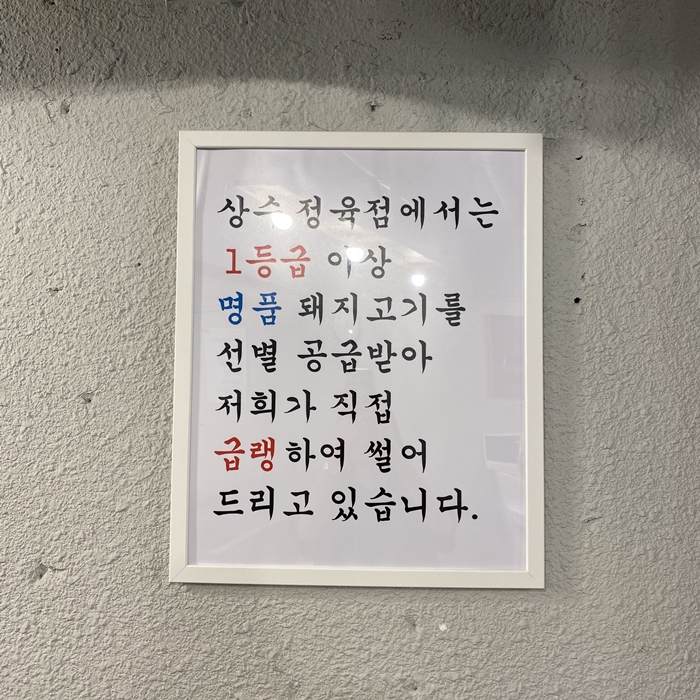 상수 정육점에서는
1등급 이상
명품 돼지고기를
선별 공급받아
저희가 직접
급랭하여 썰어
드리고 있습니다.